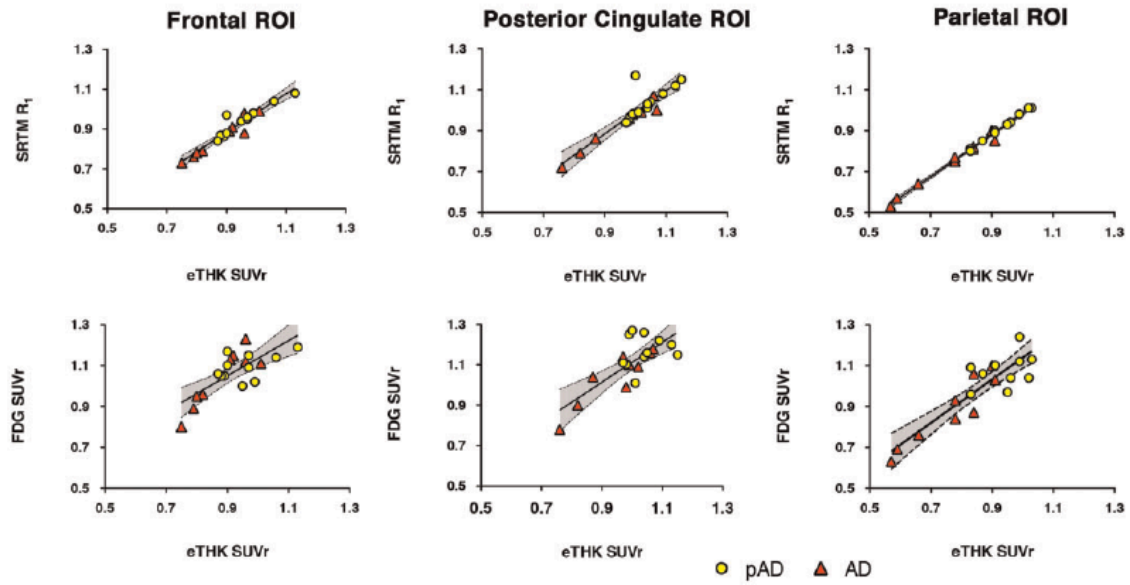 Frontal ROI Posterior Cingulate ROI Parietal ROI
1.3 1.3 1.3
1.1 1.1 1.1
SRTM R1 SRTM R1 SRTM R1
0.9 0.9 0.9
0.7 0.7 0.7
0.5 0.5 0.5
0.5 0.7 0.9 1.1 1.3 0.5 0.7 0.9 1.1 1.3 0.5 0.7 0.9 1.1 1.3
eTHK SUVr eTHK SUVr eTHK SUVr
1.3 1.3 1.3
1.1 1.1 1.1
FDG SUVr FDG SUVr FDG SUVr
0.9 0.9 0.9
0.7 0.7 0.7
0.5 0.5 0.5
0.5 0.7 0.9 1.1 1.3 0.5 0.7 0.9 1.1 1.3 0.5 0.7 0.9 1.1 1.3
eTHK SUVr eTHK SUVr eTHK SUVr
pAD AD